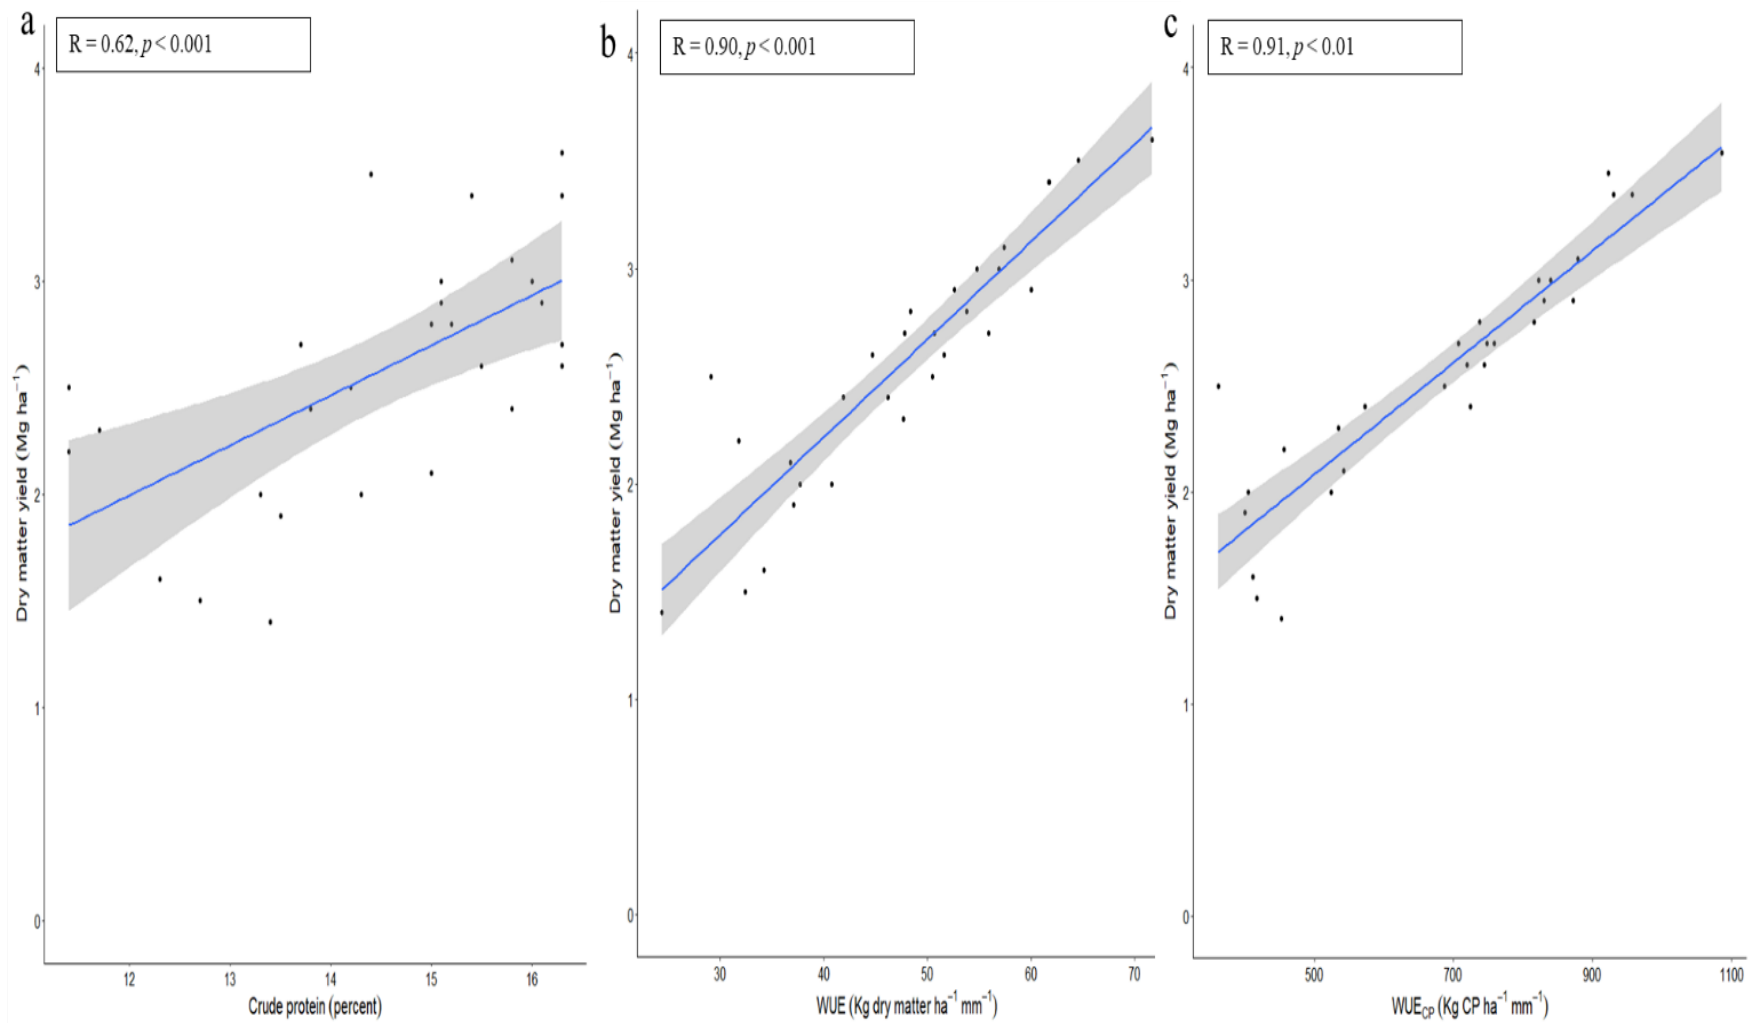 a
R = 0.62, p < 0.001
4
3
2
1
0
Dry matter yield (Mg ha⁻¹)
12 13 14 15 16
Crude protein (percent)
b
R = 0.90, p < 0.001
4
3
2
1
0
Dry matter yield (Mg ha⁻¹)
30 40 50 60 70
WUE (Kg dry matter ha⁻¹ mm⁻¹)
c
R = 0.91, p < 0.01
4
3
2
1
0
Dry matter yield (Mg ha⁻¹)
500 700 900 1100
WUE_CP (Kg CP ha⁻¹ mm⁻¹)